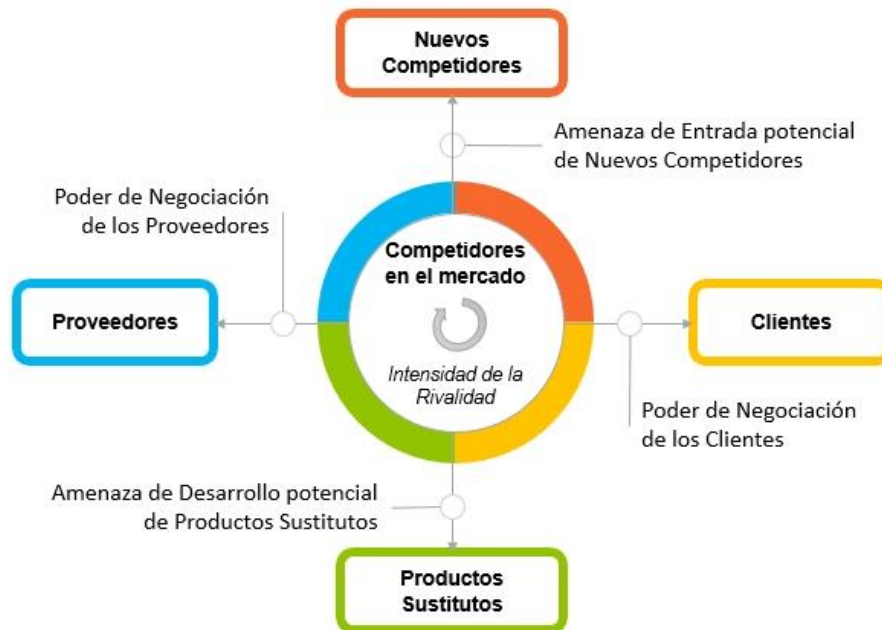 Nuevos
Competidores
Amenaza de Entrada potencial
de Nuevos Competidores
Poder de Negociación
de los Proveedores
Competidores
en el mercado
Proveedores
Clientes
Intensidad de la
Rivalidad
Poder de Negociación
de los Clientes
Amenaza de Desarrollo potencial
de Productos Sustitutos
Productos
Sustitutos